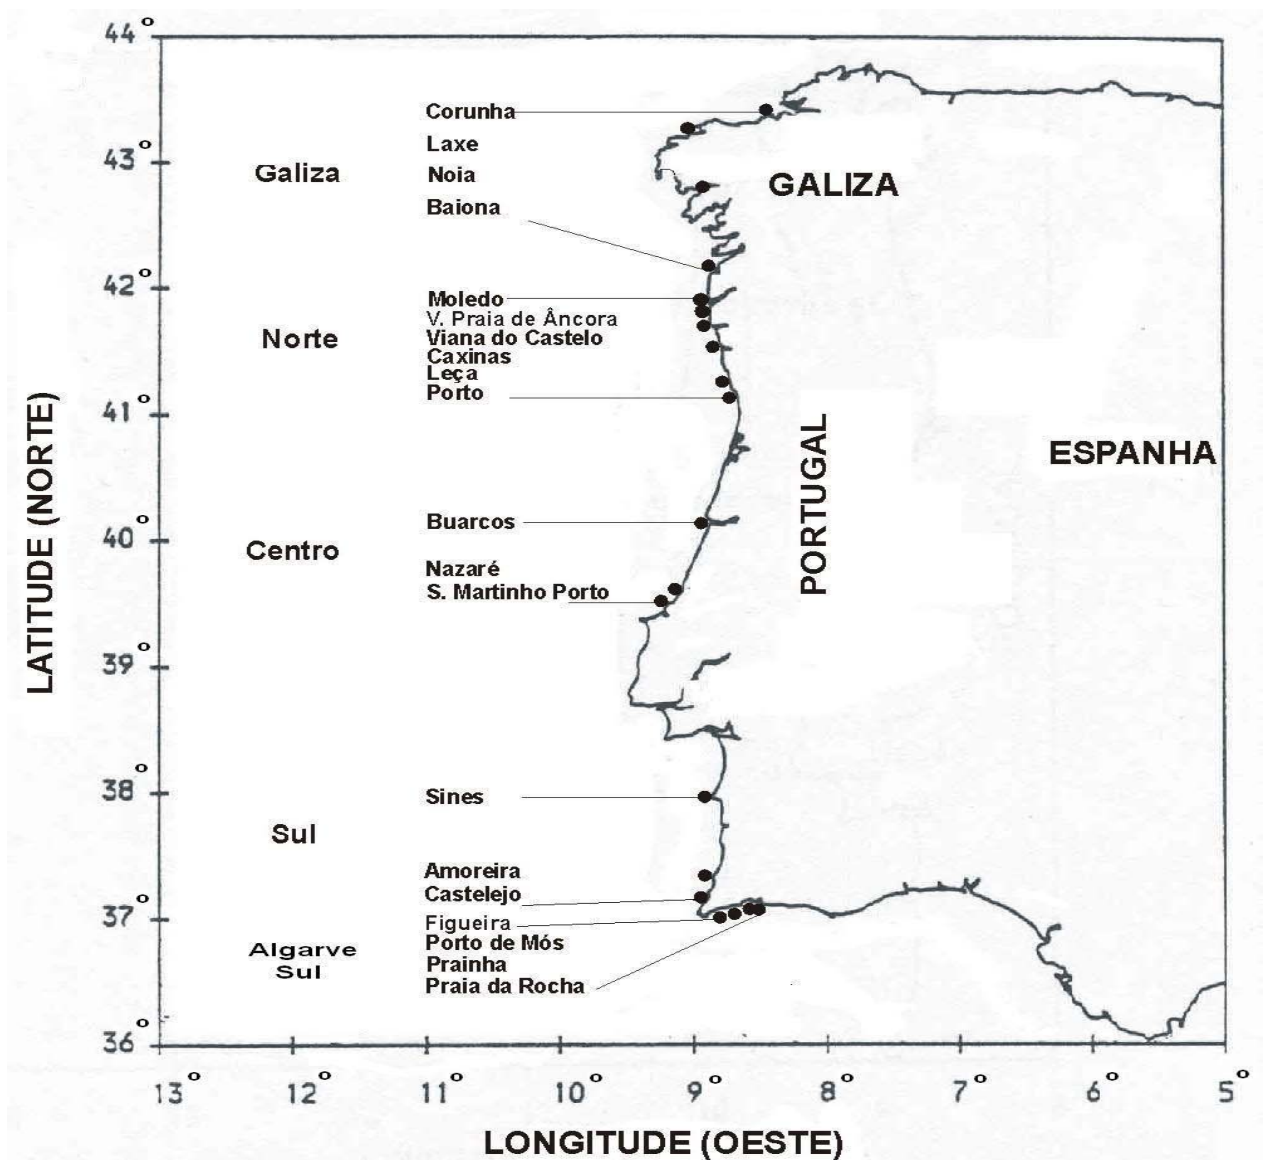 44°
Corunha
43°
Laxe
Galiza
Noia
GALIZA
Baiona
42°
Moledo
V. Praia de Âncora
Norte
Viana do Castelo
Caxinas
Leça
Porto
41°
PORTUGAL
ESPANHA
LATITUDE (NORTE)
Buarcos
40°
Centro
Nazaré
S. Martinho Porto
39°
38°
Sines
Sul
Amoreira
Castelejo
37°
Figueira
Algarve
Sul
Porto de Mós
Prainha
Praia da Rocha
36°
13° 12° 11° 10° 9° 8° 7° 6° 5°
LONGITUDE (OESTE)